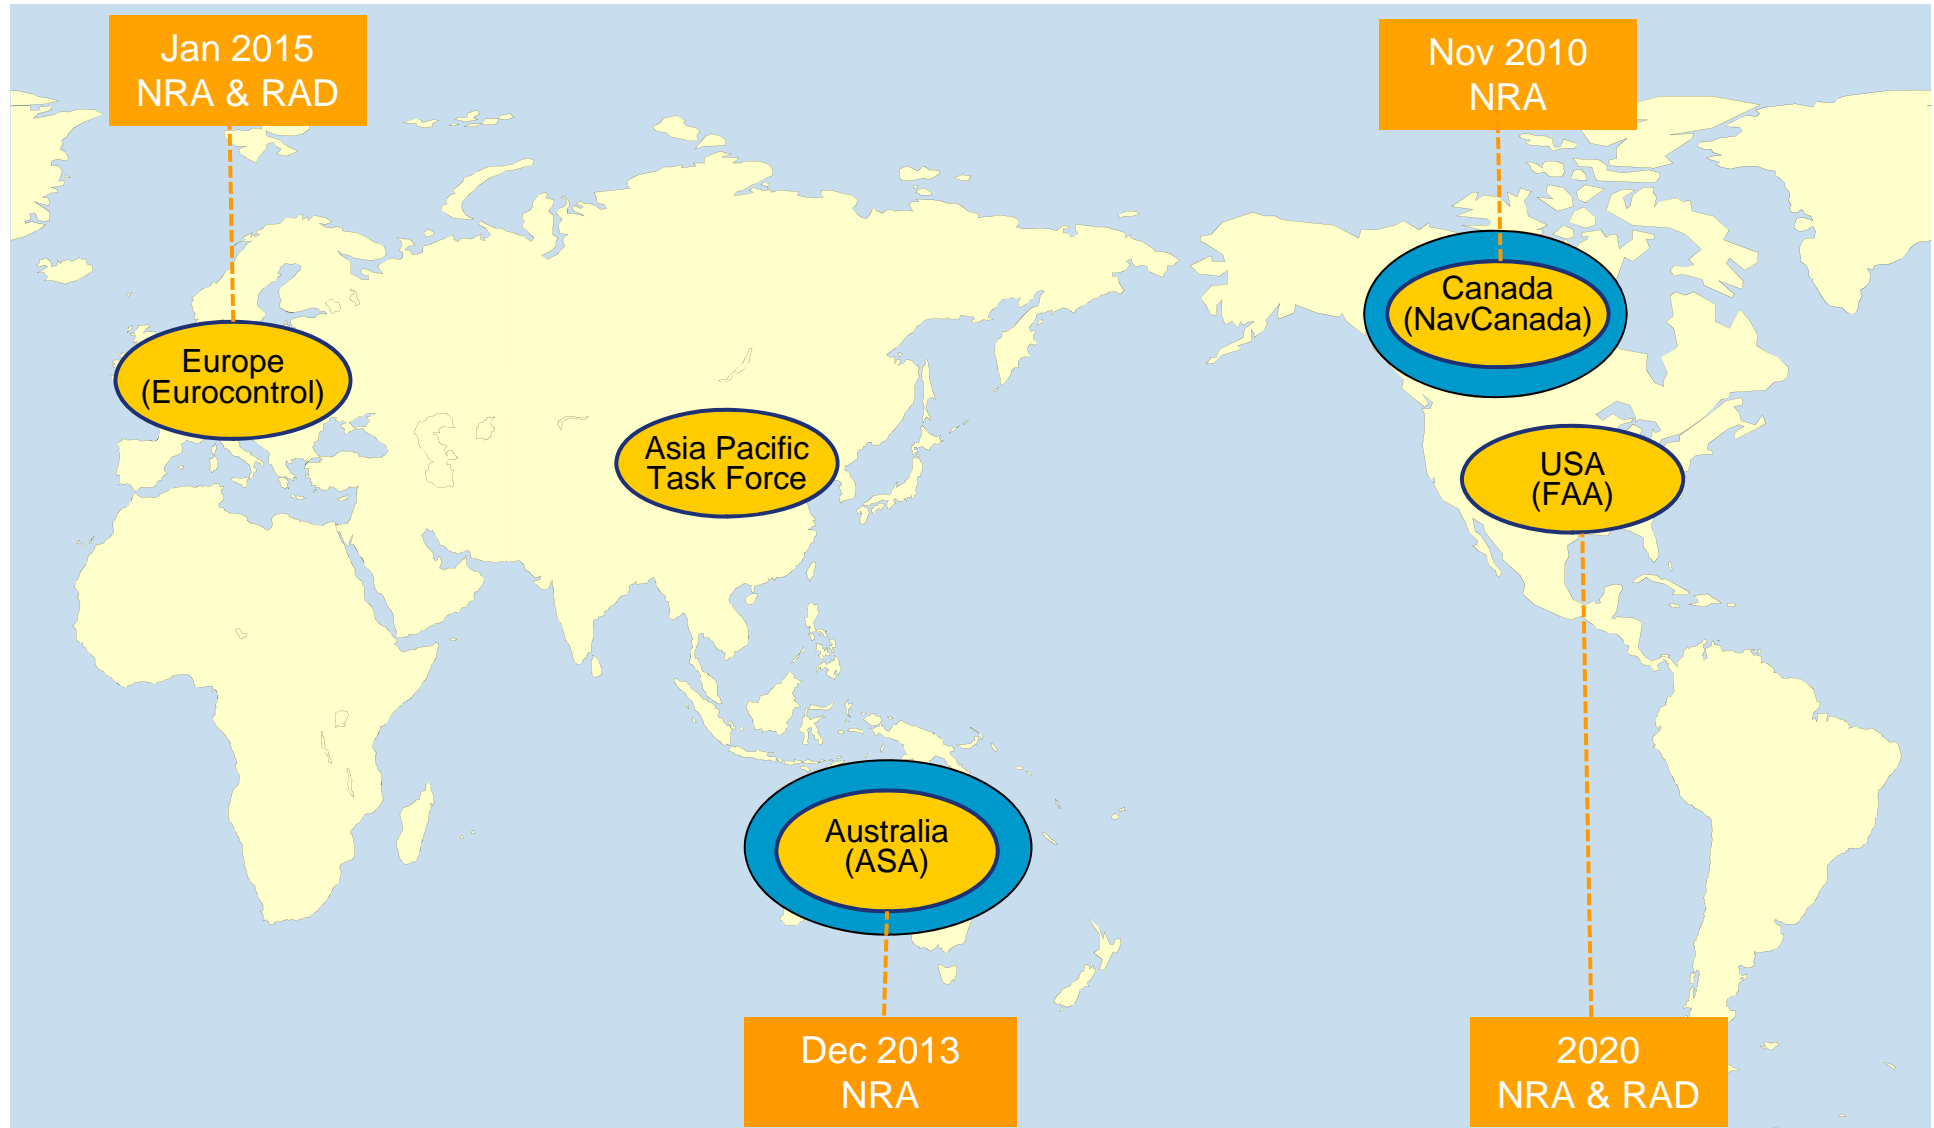 Jan 2015
NRA & RAD
Nov 2010
NRA
Canada
(NavCanada)
Europe
(Eurocontrol)
Asia Pacific
Task Force
USA
(FAA)
Australia
(ASA)
Dec 2013
NRA
2020
NRA & RAD